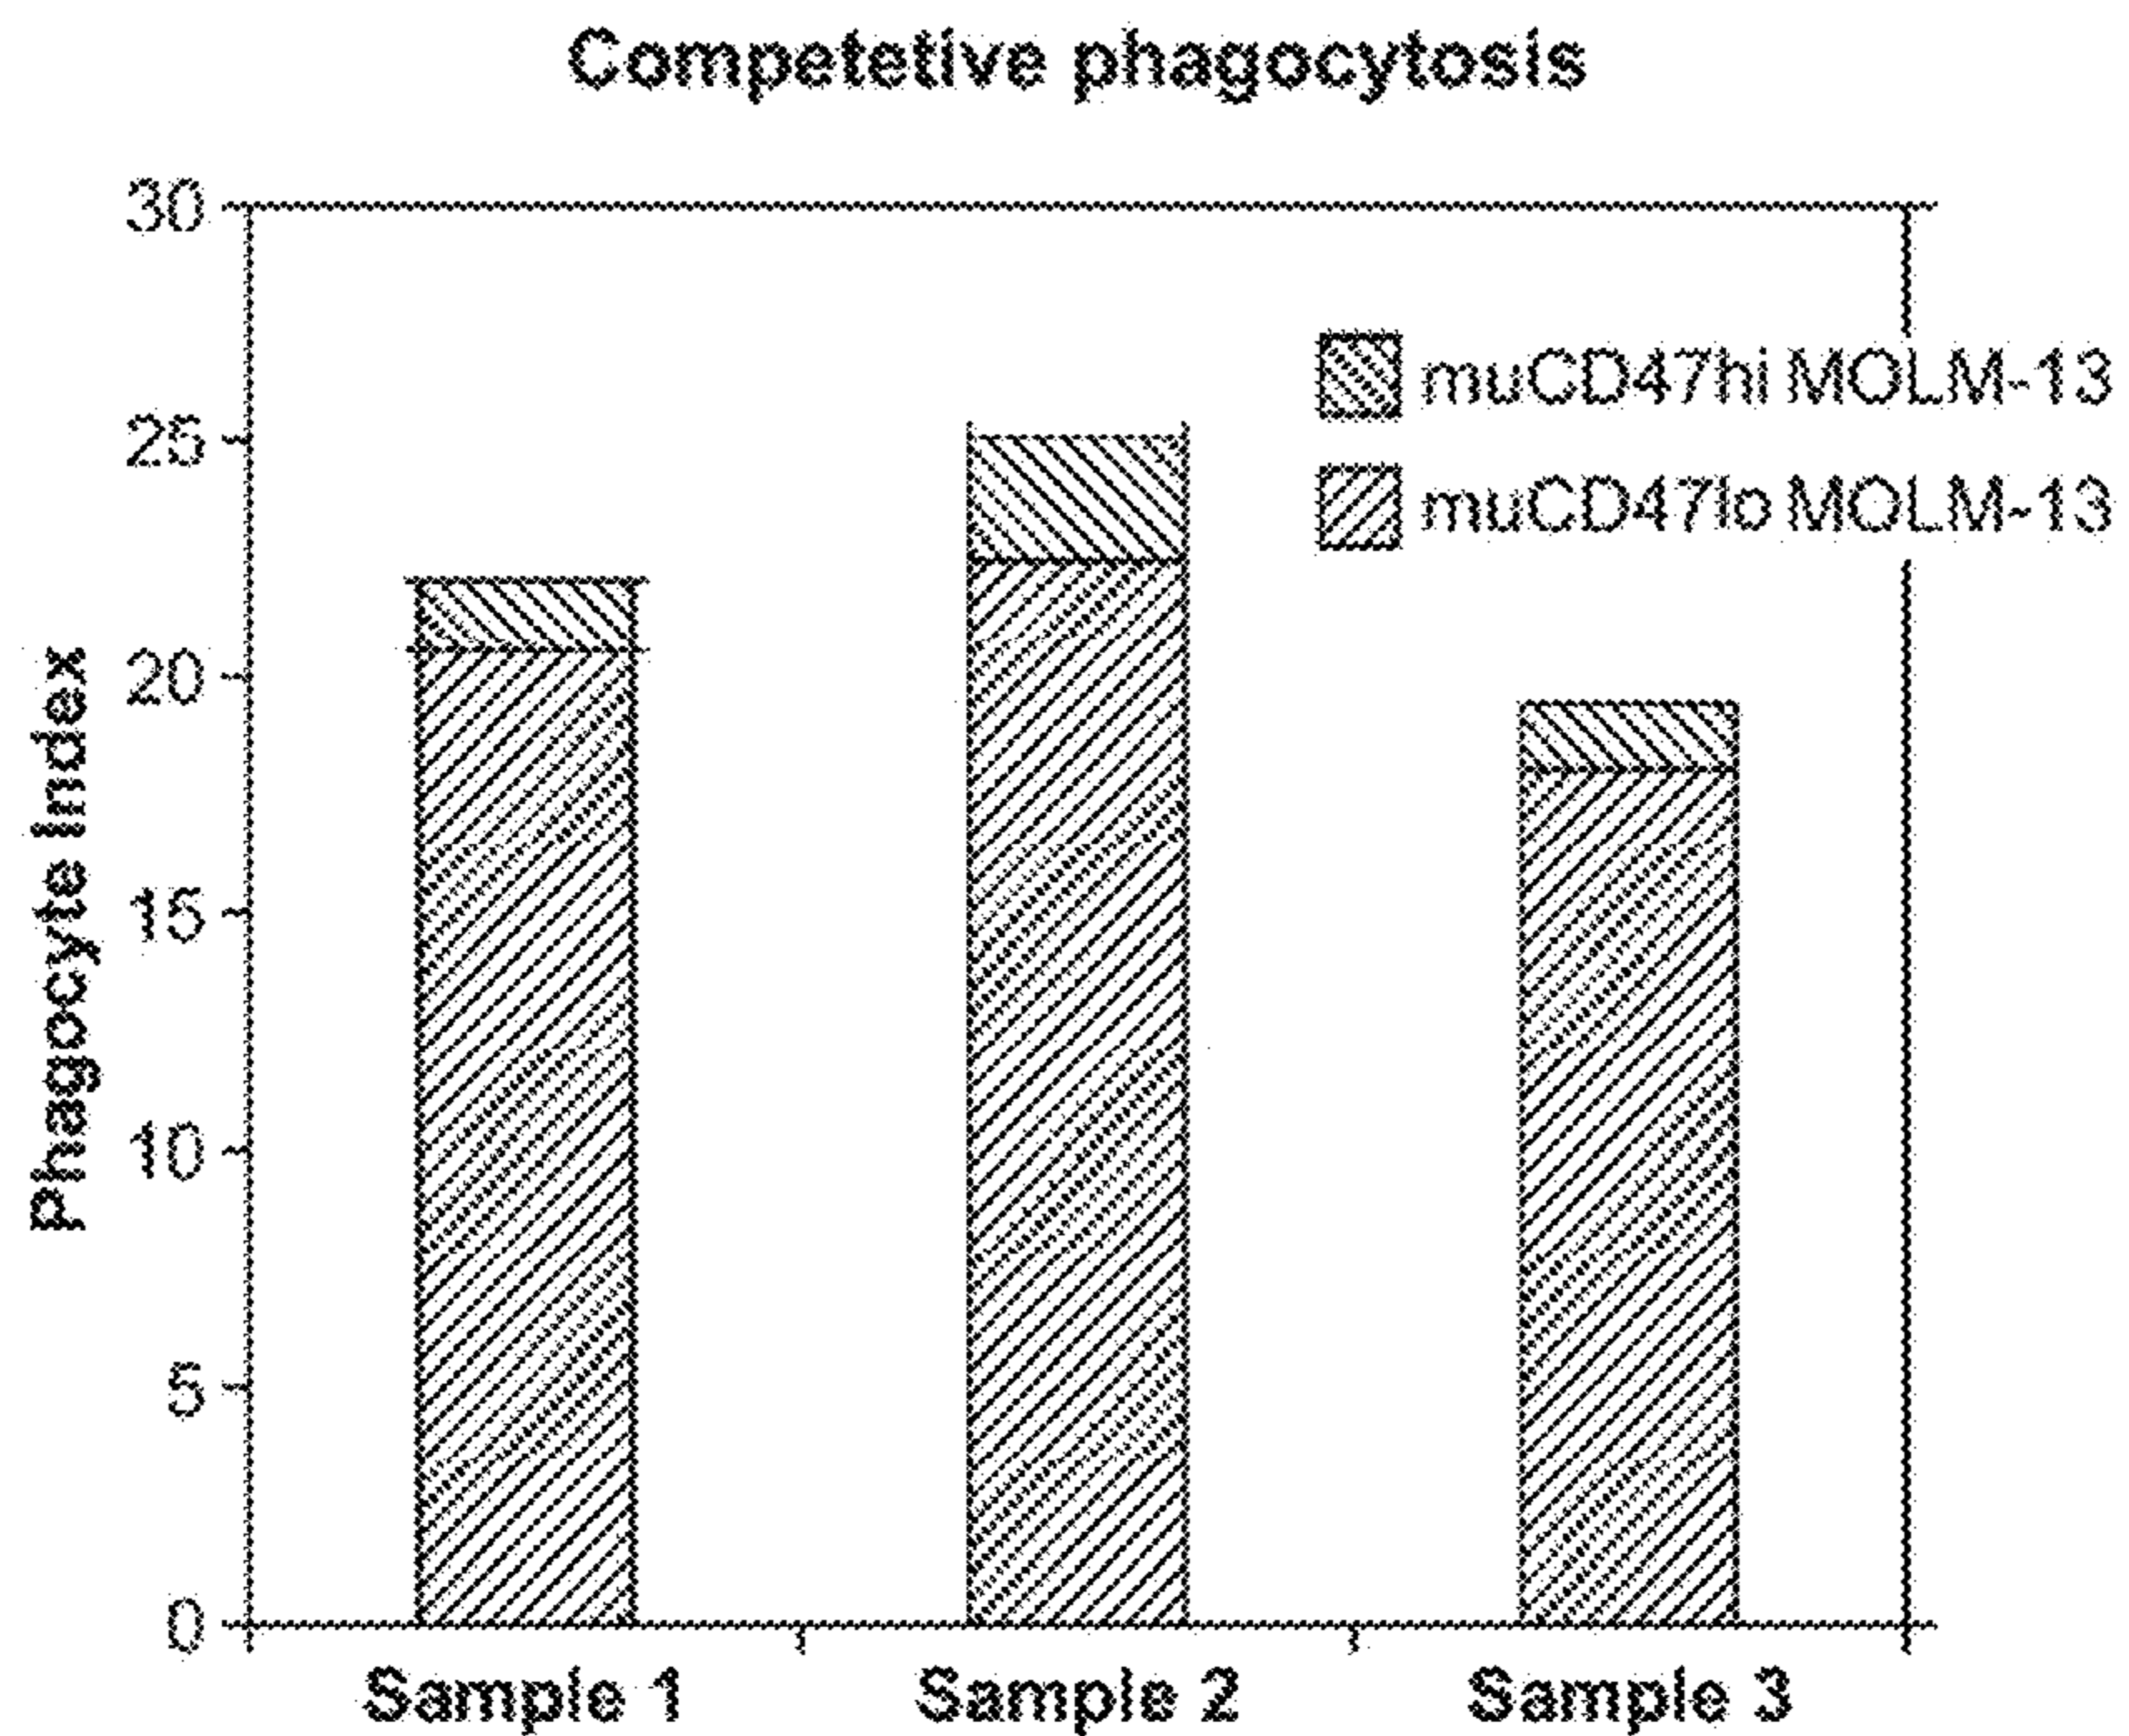 Competetive phagocytosis
30
25
20
15
10
5
0
Phagocyte Index
muCD47hi MOLM-13
muCD47lo MOLM-13
Sample 1
Sample 2
Sample 3